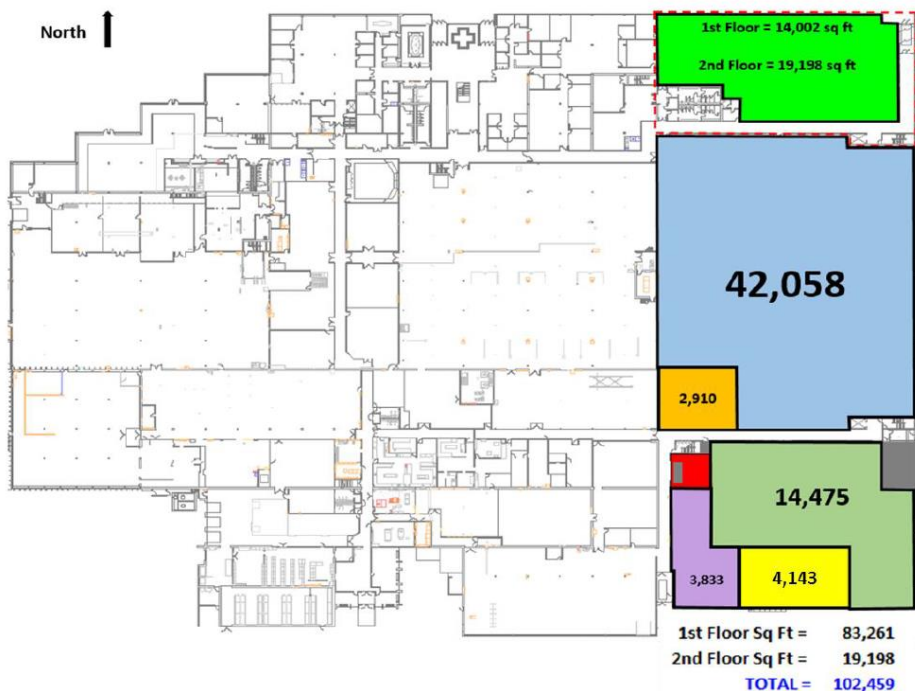 North
1st Floor = 14,002 sq ft
2nd Floor = 19,198 sq ft
42,058
2,910
14,475
3,833
4,143
1st Floor Sq Ft = 83,261
2nd Floor Sq Ft = 19,198
TOTAL = 102,459